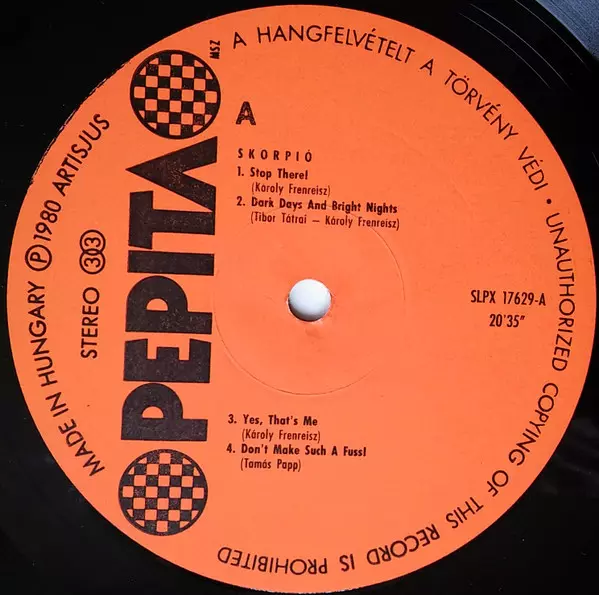 A HANGFELVÉTELT A TÖRVÉNY VÉDI • UNAUTHORIZED COPYING OF THIS RECORD IS PROHIBITED
MADE IN HUNGARY Ⓟ 1980 ARTISJUS
STEREO 33
PEPITA
MSZ
A
SKORPIÓ
1. Stop There!
(Károly Frenreisz)
2. Dark Days And Bright Nights
(Tibor Tátrai – Károly Frenreisz)
SLPX 17629-A
20'35"
3. Yes, That's Me
(Károly Frenreisz)
4. Don't Make Such A Fuss!
(Tamás Papp)